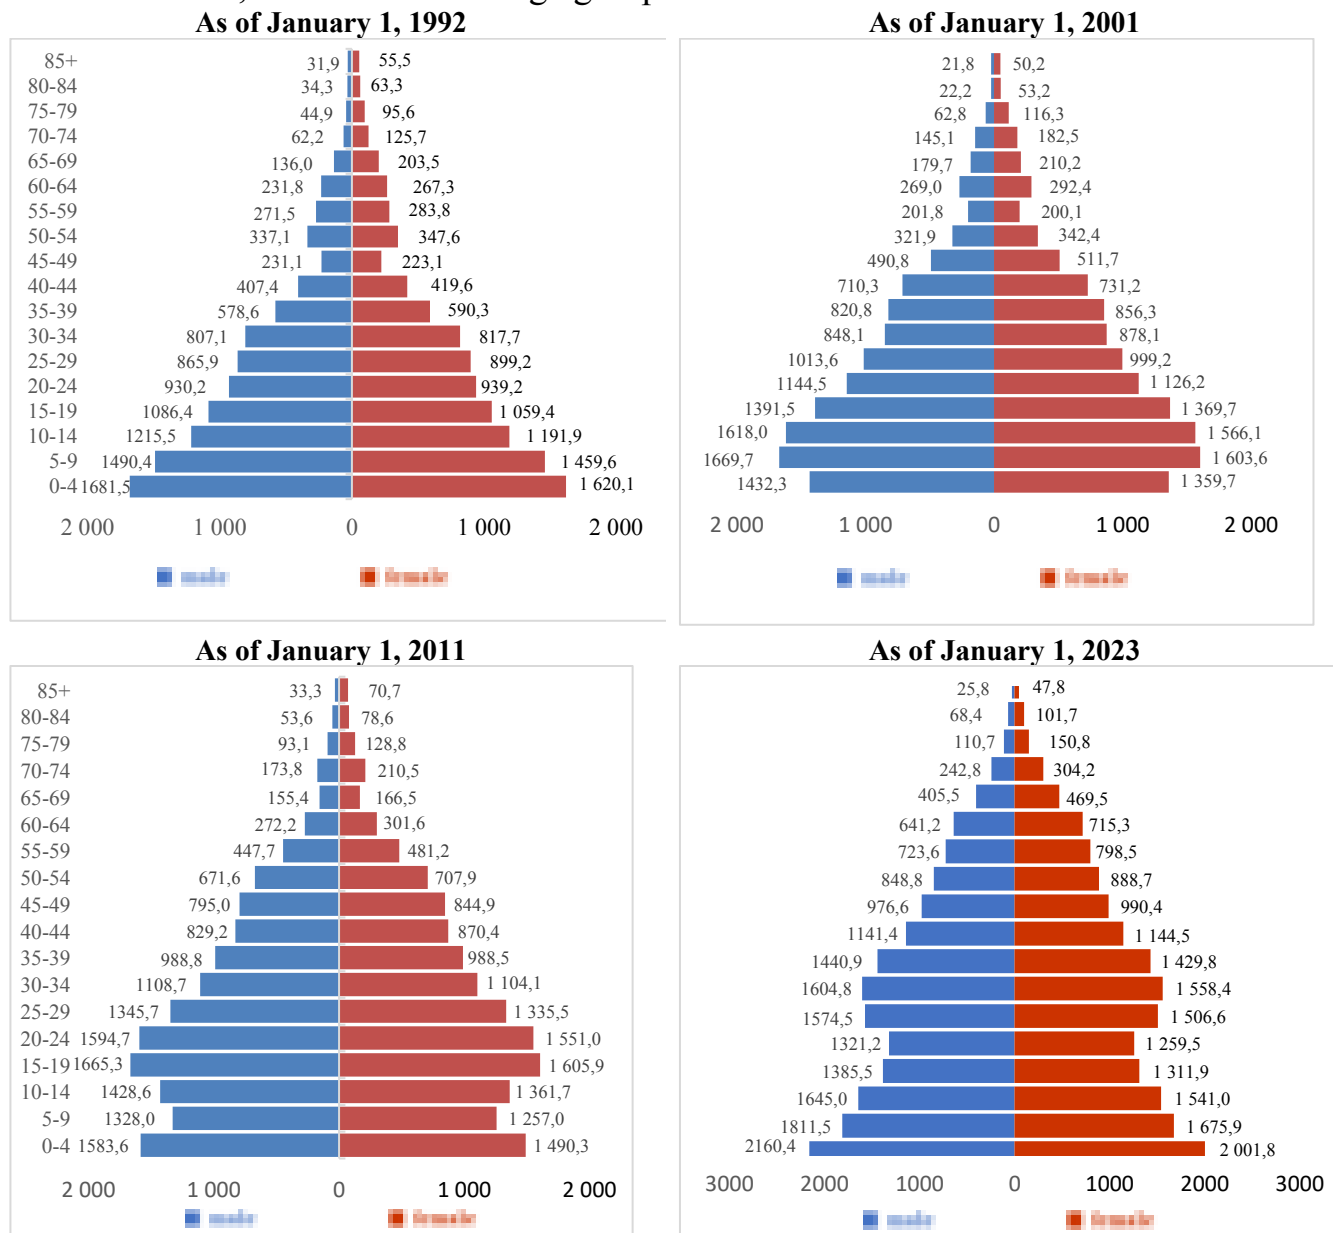 As of January 1, 1992
85+ 31,9 55,5
80-84 34,3 63,3
75-79 44,9 95,6
70-74 62,2 125,7
65-69 136,0 203,5
60-64 231,8 267,3
55-59 271,5 283,8
50-54 337,1 347,6
45-49 231,1 223,1
40-44 407,4 419,6
35-39 578,6 590,3
30-34 807,1 817,7
25-29 865,9 899,2
20-24 930,2 939,2
15-19 1086,4 1 059,4
10-14 1215,5 1 191,9
5-9 1490,4 1 459,6
0-4 1681,5 1 620,1
2 000 1 000 0 1 000 2 000
As of January 1, 2001
21,8 50,2
22,2 53,2
62,8 116,3
145,1 182,5
179,7 210,2
269,0 292,4
201,8 200,1
321,9 342,4
490,8 511,7
710,3 731,2
820,8 856,3
848,1 878,1
1013,6 999,2
1144,5 1 126,2
1391,5 1 369,7
1618,0 1 566,1
1669,7 1 603,6
1432,3 1 359,7
2 000 1 000 0 1 000 2 000
As of January 1, 2011
85+ 33,3 70,7
80-84 53,6 78,6
75-79 93,1 128,8
70-74 173,8 210,5
65-69 155,4 166,5
60-64 272,2 301,6
55-59 447,7 481,2
50-54 671,6 707,9
45-49 795,0 844,9
40-44 829,2 870,4
35-39 988,8 988,5
30-34 1108,7 1 104,1
25-29 1345,7 1 335,5
20-24 1594,7 1 551,0
15-19 1665,3 1 605,9
10-14 1428,6 1 361,7
5-9 1328,0 1 257,0
0-4 1583,6 1 490,3
2 000 1 000 0 1 000 2 000
As of January 1, 2023
25,8 47,8
68,4 101,7
110,7 150,8
242,8 304,2
405,5 469,5
641,2 715,3
723,6 798,5
848,8 888,7
976,6 990,4
1141,4 1 144,5
1440,9 1 429,8
1604,8 1 558,4
1574,5 1 506,6
1321,2 1 259,5
1385,5 1 311,9
1645,0 1 541,0
1811,5 1 675,9
2160,4 2 001,8
3000 2000 1000 0 1000 2000 3000